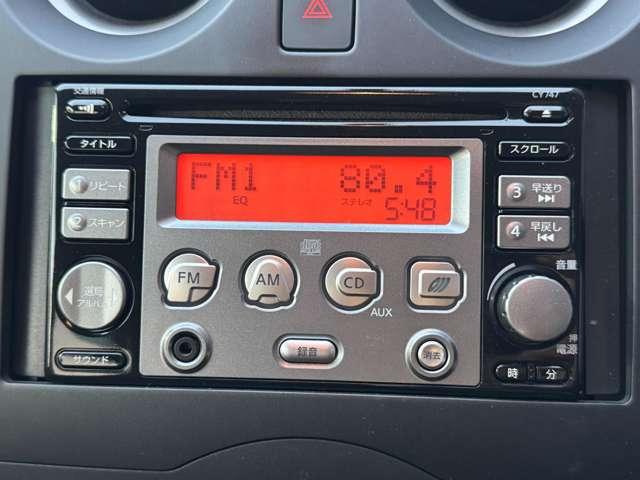 交通情報
CY747
タイトル
スクロール
FM1 80.4
EQ ステレオ 5:48
1 リピート
3 早送り
2 スキャン
4 早戻し
選局
アルバム
FM
AM
CD
AUX
音量
押
電源
サウンド
録音
消去
時 分